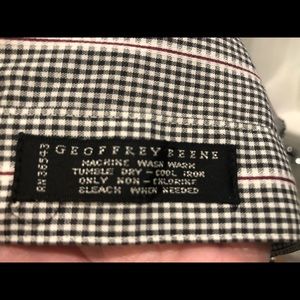 GEOFFREY BEENE
MACHINE WASH WARM
TUMBLE DRY - COOL IRON
ONLY NON - CHLORINE
BLEACH WHEN NEEDED